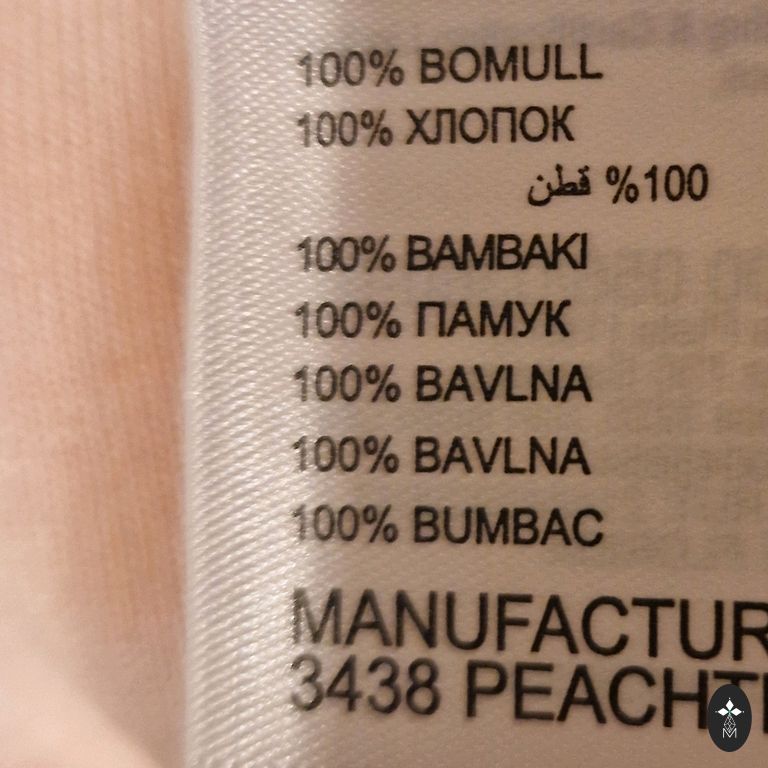 100% BOMULL
100% ХЛОПОК
100% قطن
100% BAMBAKI
100% ПАМУК
100% BAVLNA
100% BAVLNA
100% BUMBAC
MANUFACTUR
3438 PEACHT
M